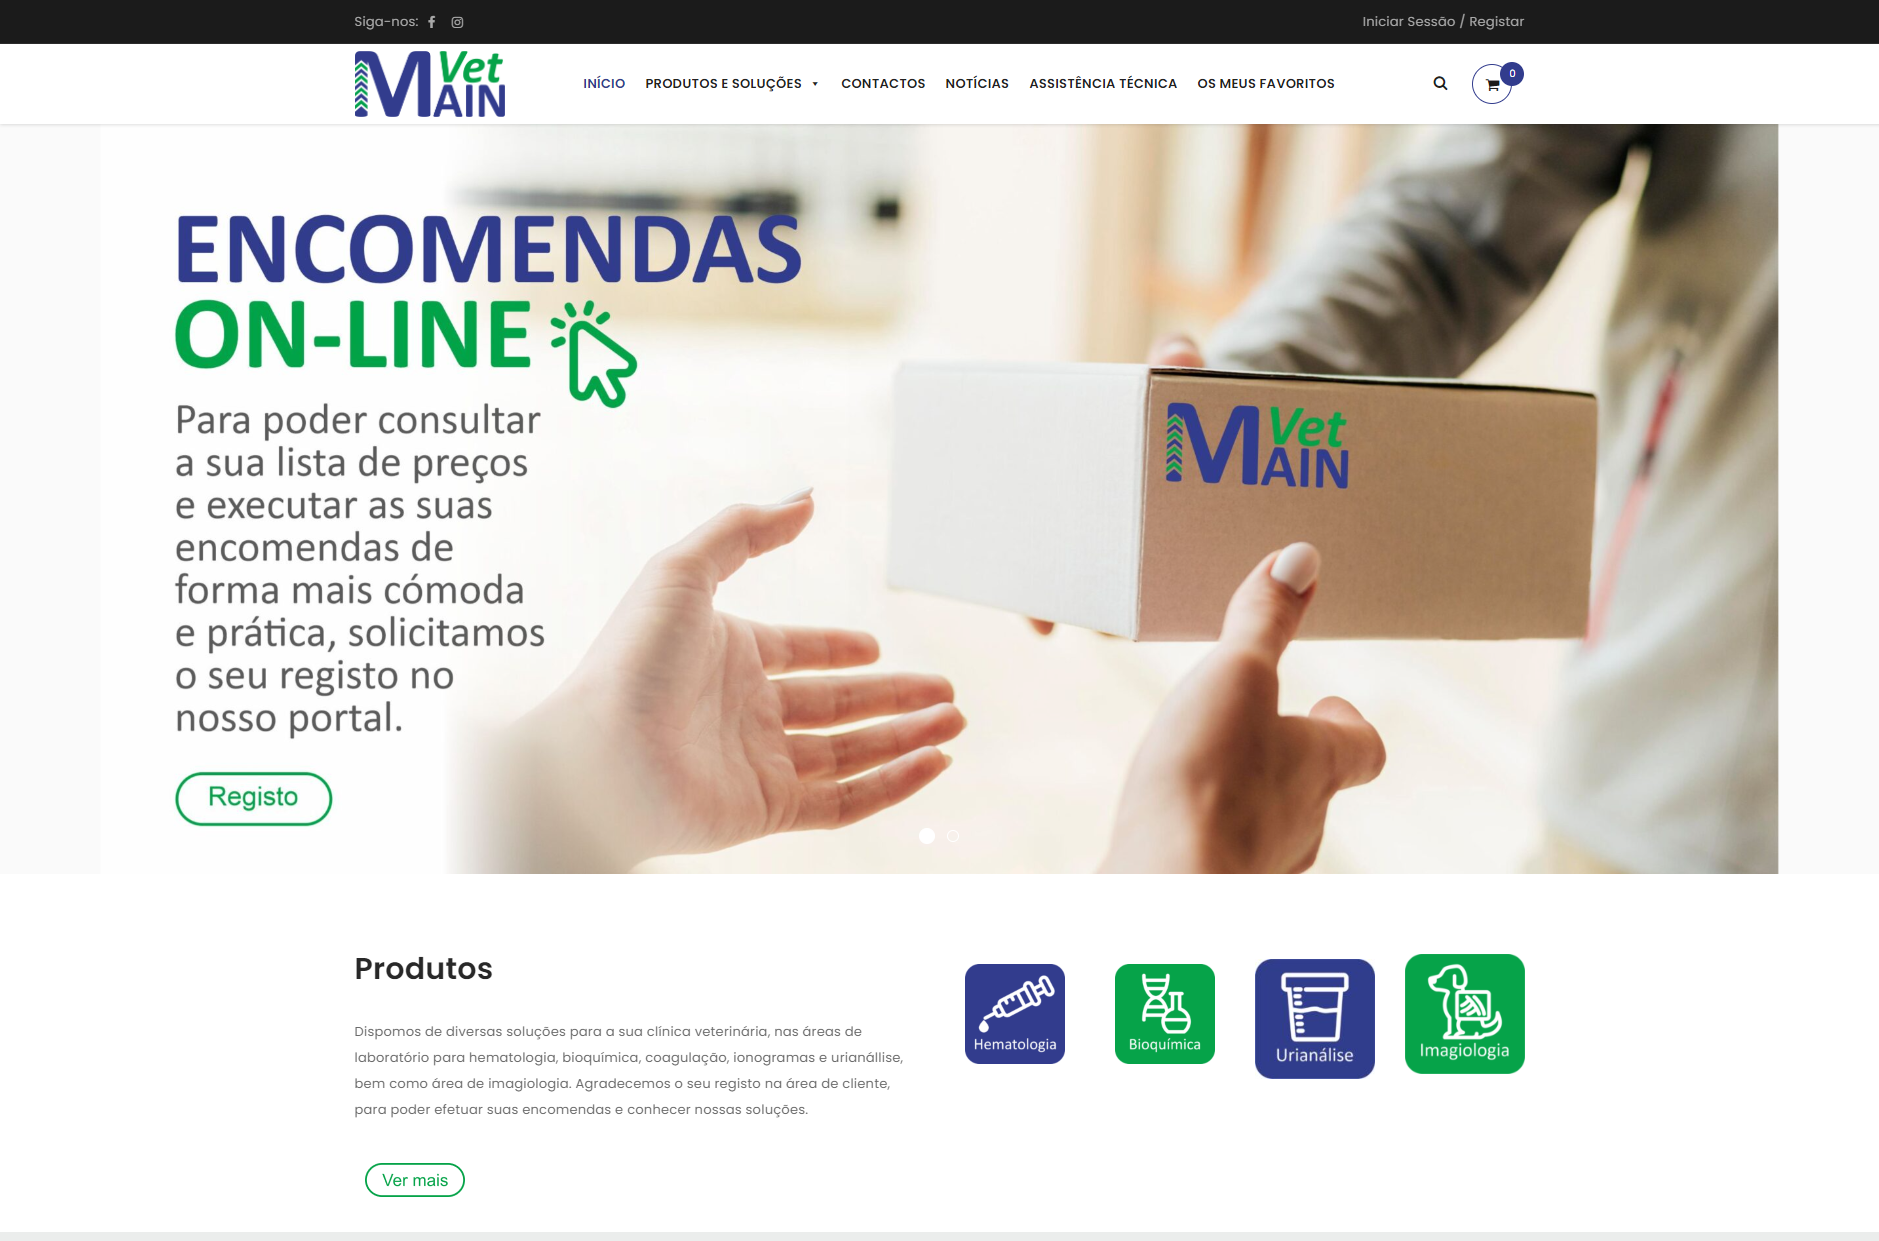 Siga-nos:
Iniciar Sessão / Registar
Vet
MAIN
INÍCIO
PRODUTOS E SOLUÇÕES
CONTACTOS
NOTÍCIAS
ASSISTÊNCIA TÉCNICA
OS MEUS FAVORITOS
0
ENCOMENDAS
ON-LINE
Para poder consultar
a sua lista de preços
e executar as suas
encomendas de
forma mais cómoda
e prática, solicitamos
o seu registo no
nosso portal.
Registo
Vet
MAIN
Produtos
Dispomos de diversas soluções para a sua clínica veterinária, nas áreas de
laboratório para hematologia, bioquímica, coagulação, ionogramas e urianállise,
bem como área de imagiologia. Agradecemos o seu registo na área de cliente,
para poder efetuar suas encomendas e conhecer nossas soluções.
Ver mais
Hematologia
Bioquímica
Urianálise
Imagiologia